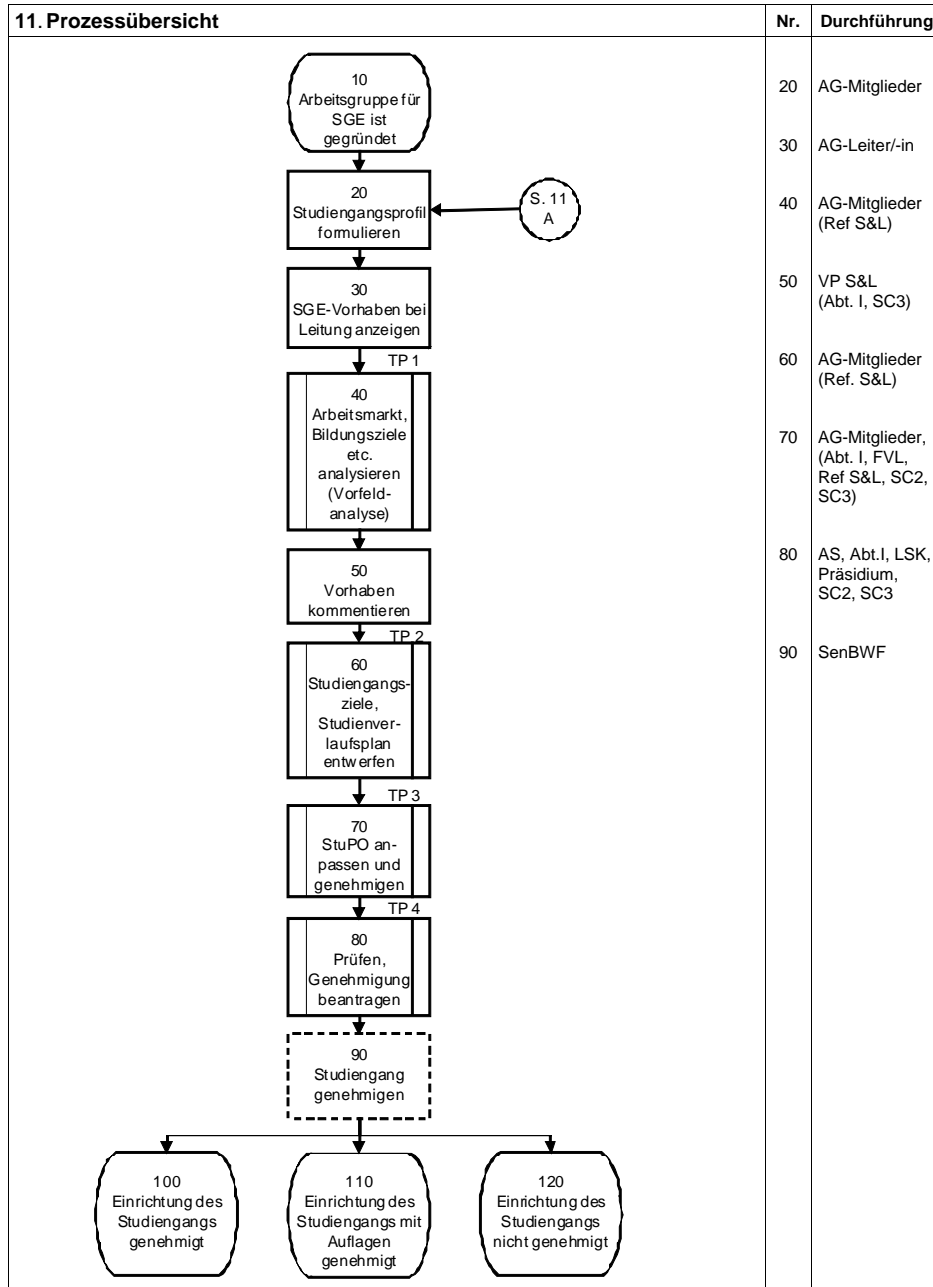 11. Prozessübersicht
Nr.
Durchführung
10
Arbeitsgruppe für
SGE ist
gegründet
20
Studiengangsprofil
formulieren
S. 11
A
30
SGE-Vorhaben bei
Leitung anzeigen
TP 1
40
Arbeitsmarkt,
Bildungsziele
etc.
analysieren
(Vorfeld-
analyse)
50
Vorhaben
kommentieren
TP 2
60
Studiengangs-
ziele,
Studienver-
laufsplan
entwerfen
TP 3
70
StuPO an-
passen und
genehmigen
TP 4
80
Prüfen,
Genehmigung
beantragen
90
Studiengang
genehmigen
100
Einrichtung des
Studiengangs
genehmigt
110
Einrichtung des
Studiengangs mit
Auflagen
genehmigt
120
Einrichtung des
Studiengangs
nicht genehmigt
20 AG-Mitglieder
30 AG-Leiter/-in
40 AG-Mitglieder
(Ref S&L)
50 VP S&L
(Abt. I, SC3)
60 AG-Mitglieder
(Ref. S&L)
70 AG-Mitglieder,
(Abt. I, FVL,
Ref S&L, SC2,
SC3)
80 AS, Abt.I, LSK,
Präsidium,
SC2, SC3
90 SenBWF